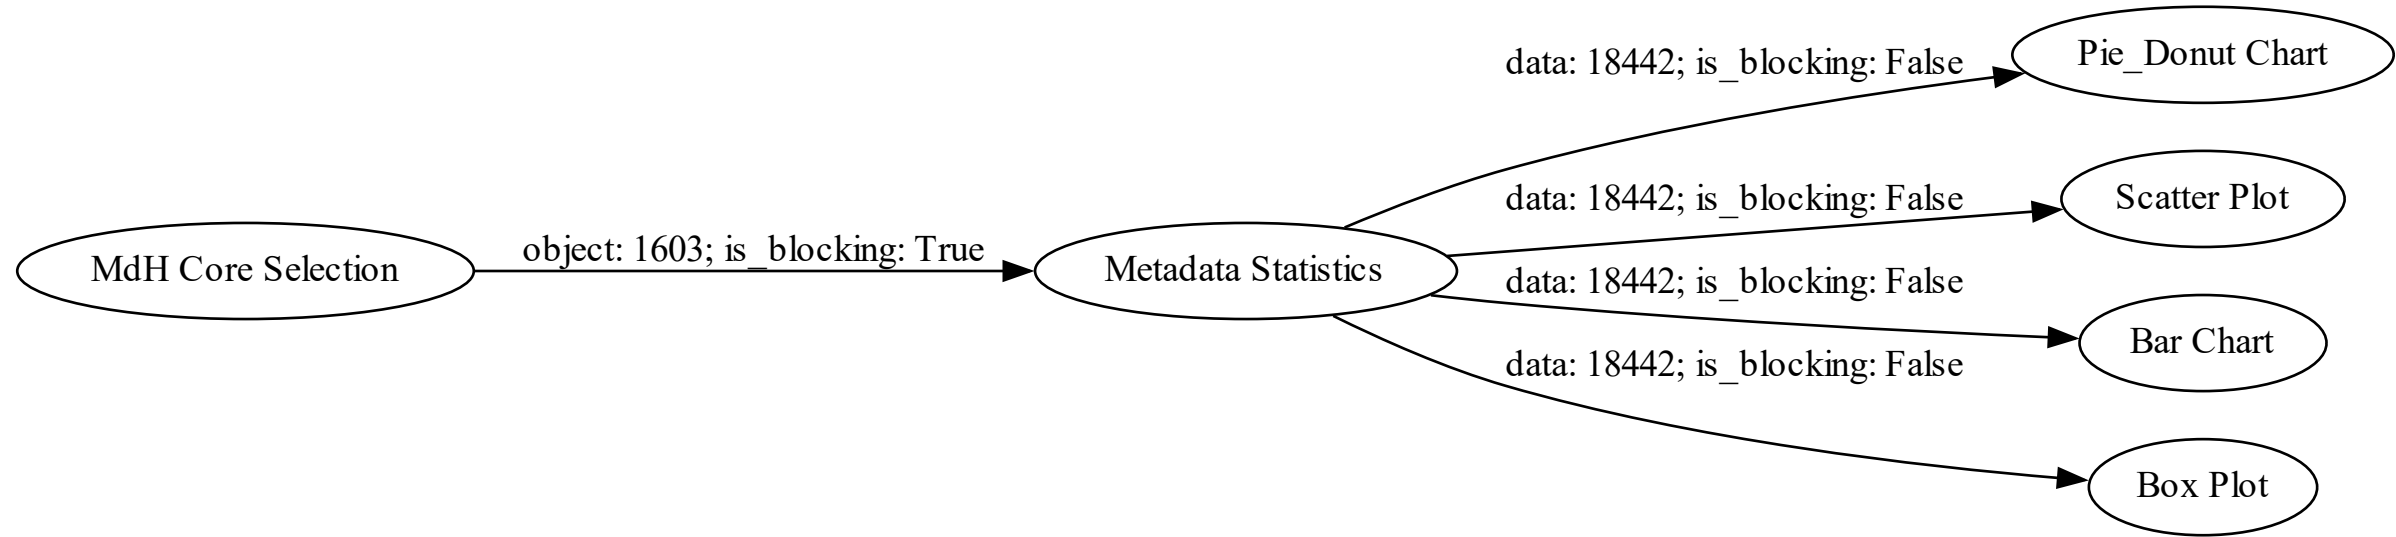 MdH Core Selection
object: 1603; is_blocking: True
Metadata Statistics
data: 18442; is_blocking: False
Pie_Donut Chart
data: 18442; is_blocking: False
Scatter Plot
data: 18442; is_blocking: False
Bar Chart
data: 18442; is_blocking: False
Box Plot